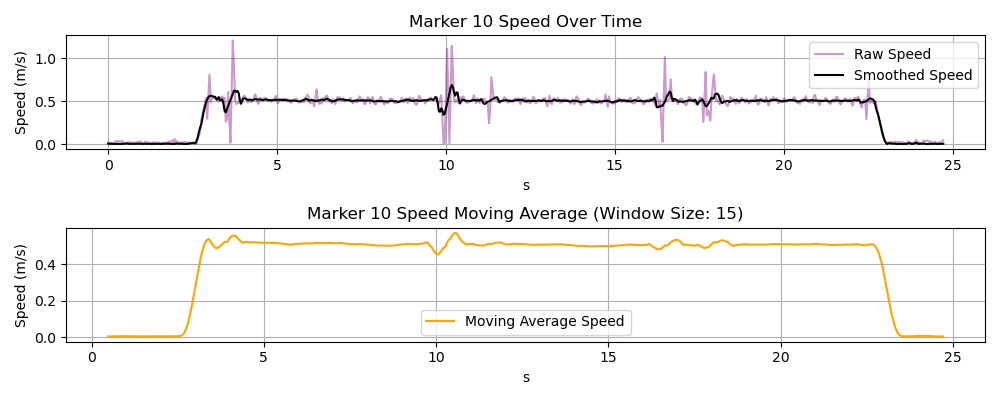 Marker 10 Speed Over Time
Speed (m/s)
1.0
0.5
0.0
Raw Speed
Smoothed Speed
0 5 10 15 20 25
s
Marker 10 Speed Moving Average (Window Size: 15)
Speed (m/s)
0.4
0.2
0.0
Moving Average Speed
0 5 10 15 20 25
s